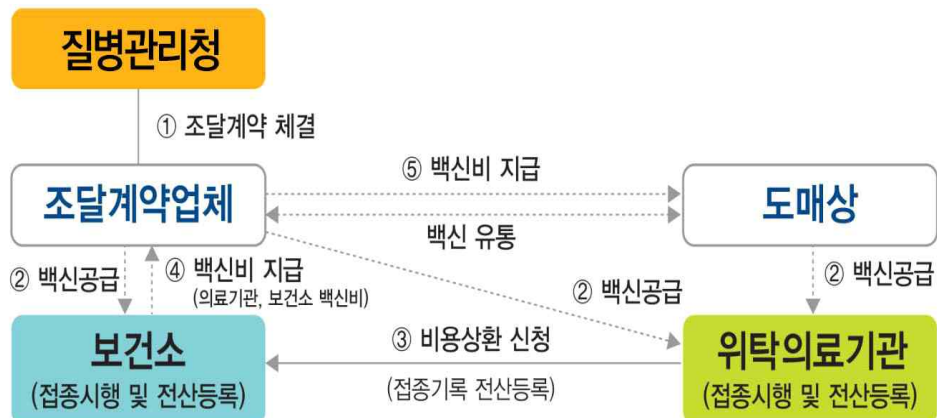 질병관리청
① 조달계약 체결
⑤ 백신비 지급
조달계약업체
도매상
백신 유통
② 백신공급
④ 백신비 지급
(의료기관, 보건소 백신비)
② 백신공급
② 백신공급
보건소
(접종시행 및 전산등록)
③ 비용상환 신청
(접종기록 전산등록)
위탁의료기관
(접종시행 및 전산등록)